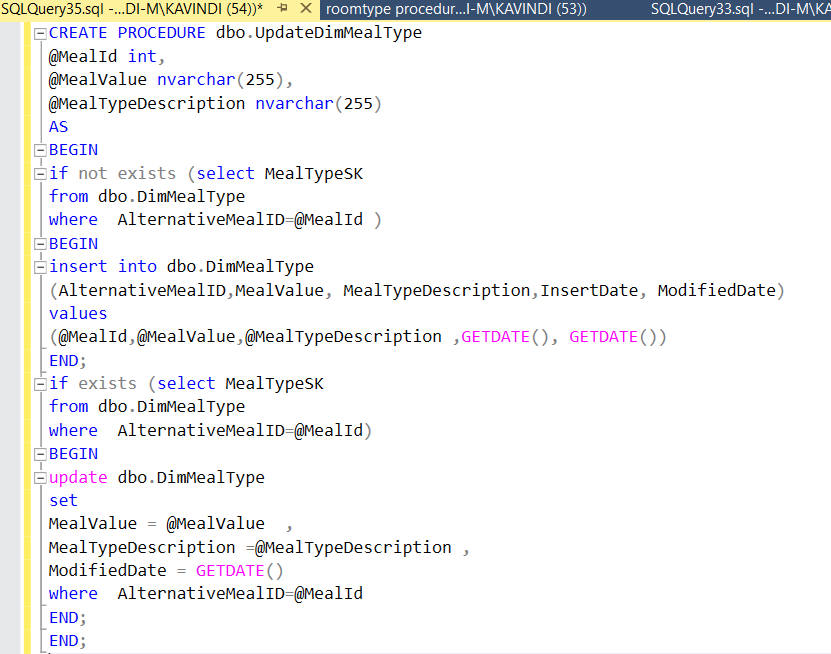 SQLQuery35.sql -...DI-M\KAVINDI (54))* roomtype procedur...I-M\KAVINDI (53)) SQLQuery33.sql -...DI-M\KA
CREATE PROCEDURE dbo.UpdateDimMealType
@MealId int,
@MealValue nvarchar(255),
@MealTypeDescription nvarchar(255)
AS
BEGIN
if not exists (select MealTypeSK
from dbo.DimMealType
where  AlternativeMealID=@MealId )
BEGIN
insert into dbo.DimMealType
(AlternativeMealID,MealValue, MealTypeDescription,InsertDate, ModifiedDate)
values
(@MealId,@MealValue,@MealTypeDescription ,GETDATE(), GETDATE())
END;
if exists (select MealTypeSK
from dbo.DimMealType
where  AlternativeMealID=@MealId)
BEGIN
update dbo.DimMealType
set
MealValue = @MealValue  ,
MealTypeDescription =@MealTypeDescription ,
ModifiedDate = GETDATE()
where  AlternativeMealID=@MealId
END;
END;